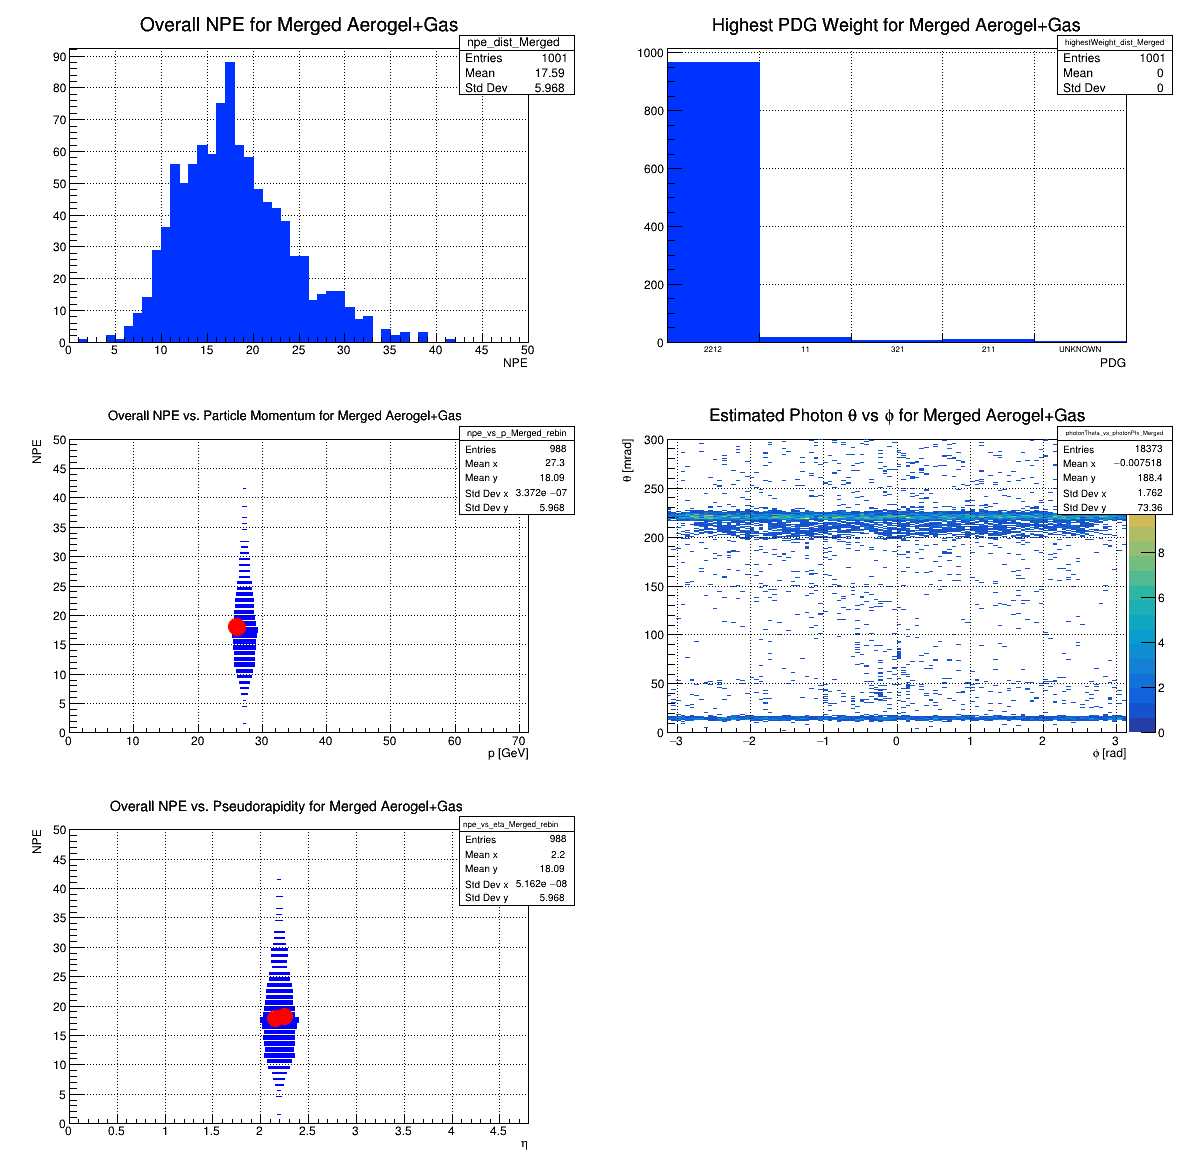 Overall NPE for Merged Aerogel+Gas
npe_dist_Merged
Entries 1001
Mean 17.59
Std Dev 5.968
90
80
70
60
50
40
30
20
10
0
0 5 10 15 20 25 30 35 40 45 50
NPE
Highest PDG Weight for Merged Aerogel+Gas
highestWeight_dist_Merged
Entries 1001
Mean 0
Std Dev 0
1000
800
600
400
200
0
2212 11 321 211 UNKNOWN
PDG
Overall NPE vs. Particle Momentum for Merged Aerogel+Gas
npe_vs_p_Merged_rebin
Entries 988
Mean x 27.3
Mean y 18.09
Std Dev x 3.372e −07
Std Dev y 5.968
NPE
50
45
40
35
30
25
20
15
10
5
0
0 10 20 30 40 50 60 70
p [GeV]
Estimated Photon θ vs ϕ for Merged Aerogel+Gas
photonTheta_vs_photonPhi_Merged
Entries 18373
Mean x −0.007518
Mean y 188.4
Std Dev x 1.762
Std Dev y 73.36
θ [mrad]
300
250
200
150
100
50
0
−3 −2 −1 0 1 2 3
ϕ [rad]
8
6
4
2
0
Overall NPE vs. Pseudorapidity for Merged Aerogel+Gas
npe_vs_eta_Merged_rebin
Entries 988
Mean x 2.2
Mean y 18.09
Std Dev x 5.162e −08
Std Dev y 5.968
NPE
50
45
40
35
30
25
20
15
10
5
0
0 0.5 1 1.5 2 2.5 3 3.5 4 4.5
η